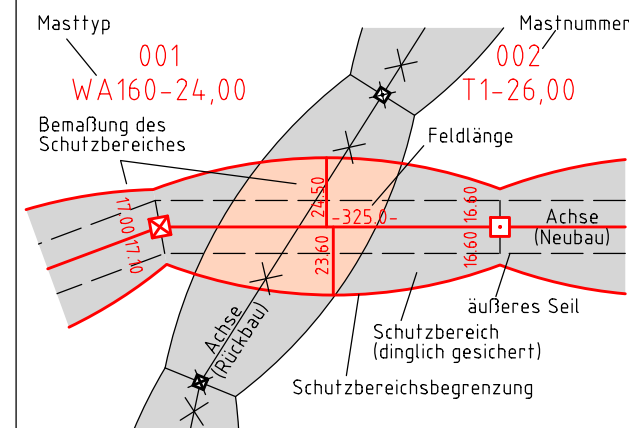 Masttyp
Mastnummer
001
WA160-24,00
002
T1-26,00
Bemaßung des
Schutzbereiches
Feldlänge
17.00
17.10
24.50
23.60
-325.0-
16.60
16.60
Achse
(Neubau)
äußeres Seil
Achse
(Rückbau)
Schutzbereich
(dinglich gesichert)
Schutzbereichsbegrenzung